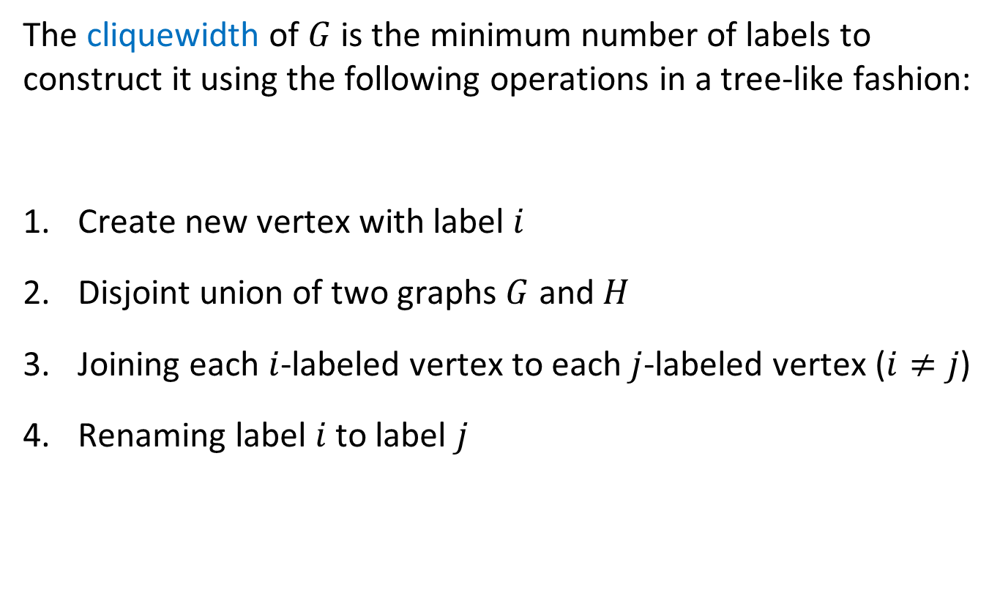 The cliquewidth of G is the minimum number of labels to
construct it using the following operations in a tree-like fashion:
1. Create new vertex with label i
2. Disjoint union of two graphs G and H
3. Joining each i-labeled vertex to each j-labeled vertex (i ≠ j)
4. Renaming label i to label j